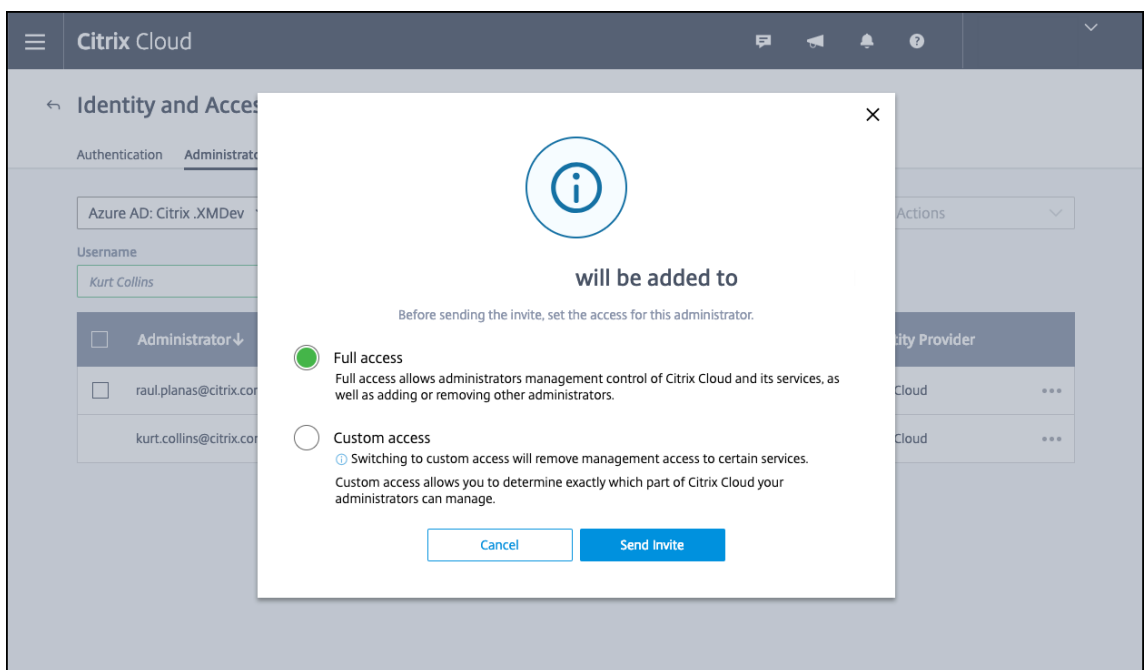 Citrix Cloud
Identity and Acces
Authentication Administrato
Azure AD: Citrix .XMDev
Actions
Username
Kurt Collins
Administrator
tity Provider
raul.planas@citrix.com
Cloud
kurt.collins@citrix.com
Cloud
will be added to
Before sending the invite, set the access for this administrator.
Full access
Full access allows administrators management control of Citrix Cloud and its services, as
well as adding or removing other administrators.
Custom access
Switching to custom access will remove management access to certain services.
Custom access allows you to determine exactly which part of Citrix Cloud your
administrators can manage.
Cancel Send Invite